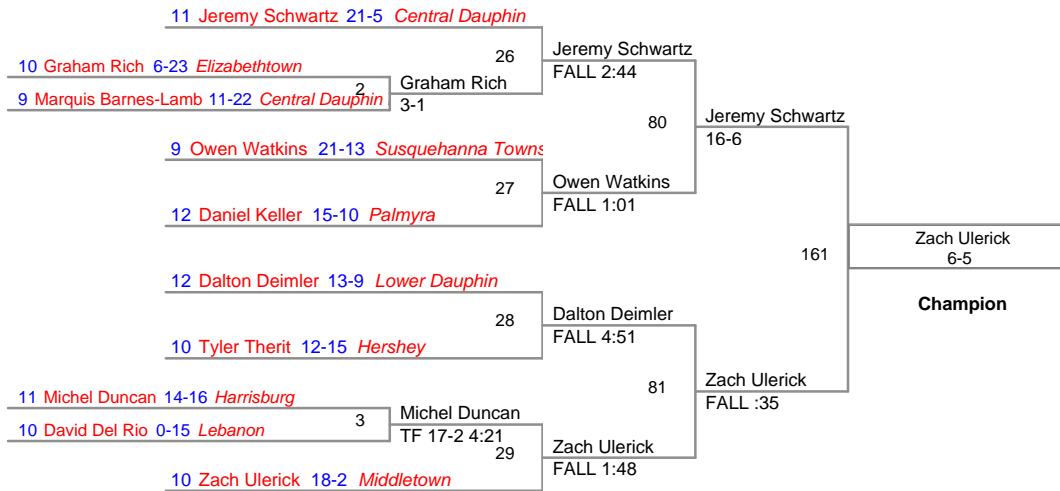 11 Jeremy Schwartz 21-5 Central Dauphin
26
Jeremy Schwartz
FALL 2:44
10 Graham Rich 6-23 Elizabethtown
2
Graham Rich
3-1
9 Marquis Barnes-Lamb 11-22 Central Dauphin
80
Jeremy Schwartz
16-6
9 Owen Watkins 21-13 Susquehanna Towns
27
Owen Watkins
FALL 1:01
12 Daniel Keller 15-10 Palmyra
161
Zach Ulerick
6-5
Champion
12 Dalton Deimler 13-9 Lower Dauphin
28
Dalton Deimler
FALL 4:51
10 Tyler Therit 12-15 Hershey
81
Zach Ulerick
FALL :35
11 Michel Duncan 14-16 Harrisburg
3
Michel Duncan
TF 17-2 4:21
10 David Del Rio 0-15 Lebanon
29
Zach Ulerick
FALL 1:48
10 Zach Ulerick 18-2 Middletown